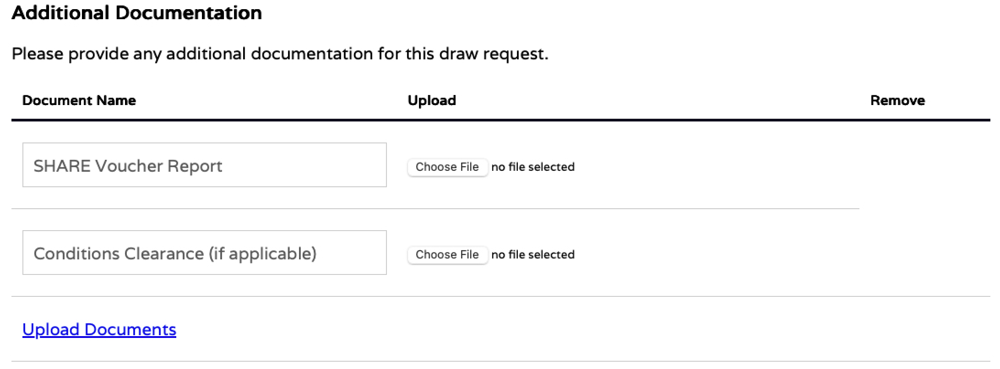 Additional Documentation
Please provide any additional documentation for this draw request.
Document Name Upload Remove
SHARE Voucher Report Choose File no file selected
Conditions Clearance (if applicable) Choose File no file selected
Upload Documents